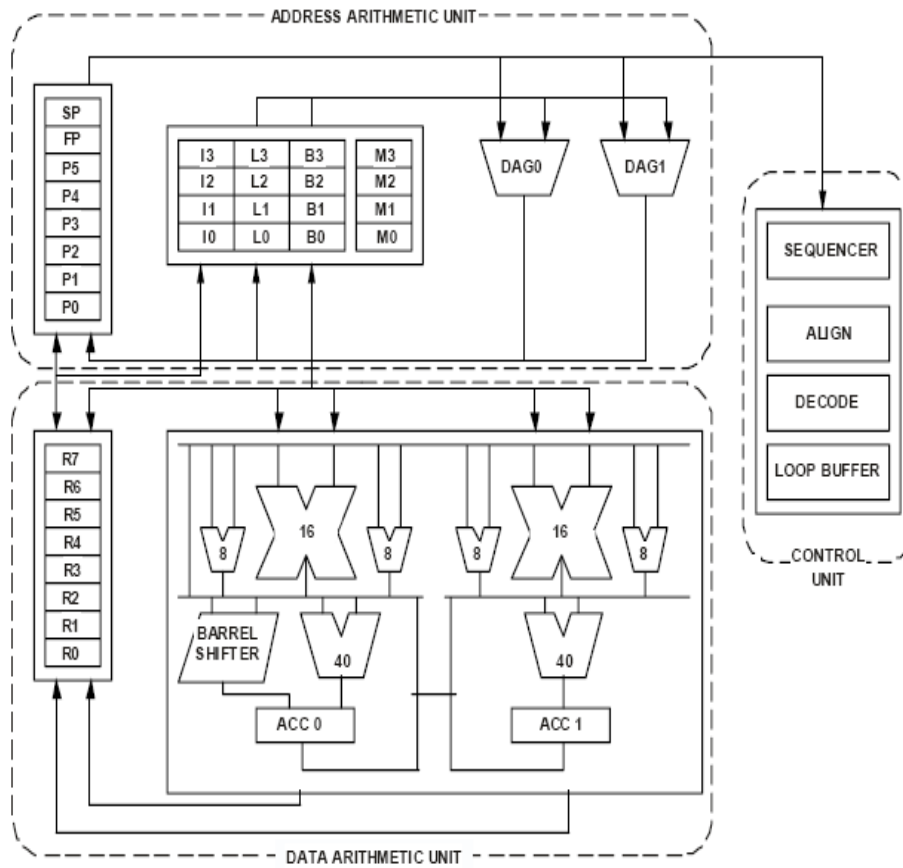 ADDRESS ARITHMETIC UNIT
SP
FP
P5
P4
P3
P2
P1
P0
I3 L3 B3 M3
I2 L2 B2 M2
I1 L1 B1 M1
I0 L0 B0 M0
DAG0 DAG1
SEQUENCER
ALIGN
DECODE
LOOP BUFFER
CONTROL
UNIT
R7
R6
R5
R4
R3
R2
R1
R0
8 16 8 8 16 8
BARREL
SHIFTER
40 40
ACC 0 ACC 1
DATA ARITHMETIC UNIT